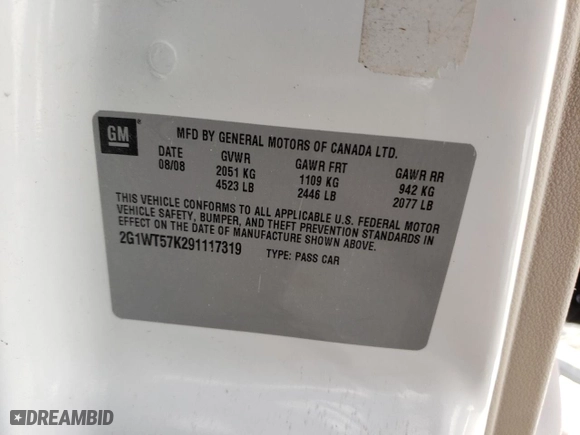 GM
MFD BY GENERAL MOTORS OF CANADA LTD.
DATE GVWR GAWR FRT GAWR RR
08/08 2051 KG 1109 KG 942 KG
4523 LB 2446 LB 2077 LB
THIS VEHICLE CONFORMS TO ALL APPLICABLE U.S. FEDERAL MOTOR
VEHICLE SAFETY, BUMPER, AND THEFT PREVENTION STANDARDS IN
EFFECT ON THE DATE OF MANUFACTURE SHOWN ABOVE.
2G1WT57K291117319 TYPE: PASS CAR
DREAMBID